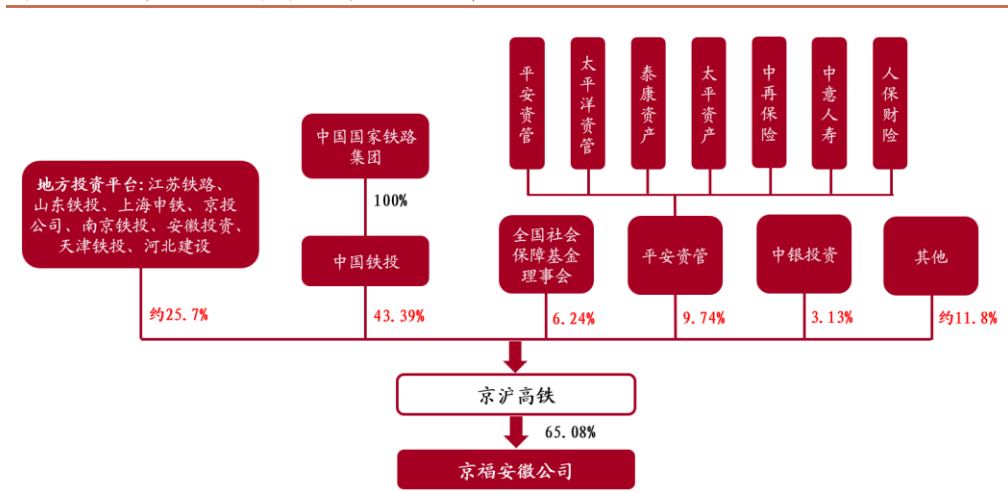 平安资管
太平洋资管
泰康资产
太平资产
中再保险
中意人寿
人保财险
中国国家铁路
集团
地方投资平台:江苏铁路、
山东铁投、上海申铁、京投
公司、南京铁投、安徽投资、
天津铁投、河北建设
100%
中国铁投
全国社会
保障基金
理事会
平安资管
中银投资
其他
约25.7%
43.39%
6.24%
9.74%
3.13%
约11.8%
京沪高铁
65.08%
京福安徽公司